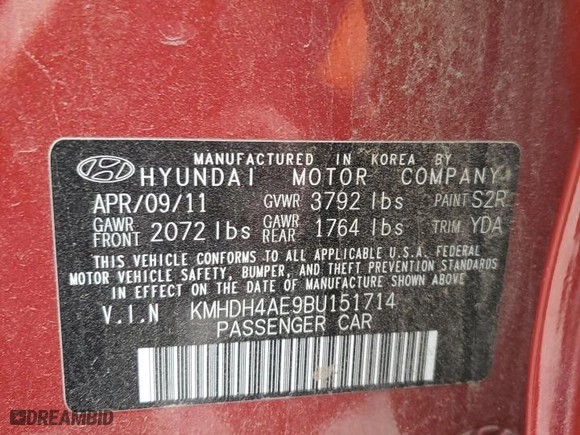 MANUFACTURED IN KOREA BY
HYUNDAI MOTOR COMPANY
APR/09/11 GVWR 3792 lbs PAINT S2R
GAWR FRONT 2072 lbs GAWR REAR 1764 lbs TRIM YDA
THIS VEHICLE CONFORMS TO ALL APPLICABLE U.S.A. FEDERAL
MOTOR VEHICLE SAFETY, BUMPER, AND THEFT PREVENTION STANDARDS
IN EFFECT ON THE DATE OF MANUFACTURE SHOWN ABOVE
V.I.N KMHDH4AE9BU151714
PASSENGER CAR
DREAMBID